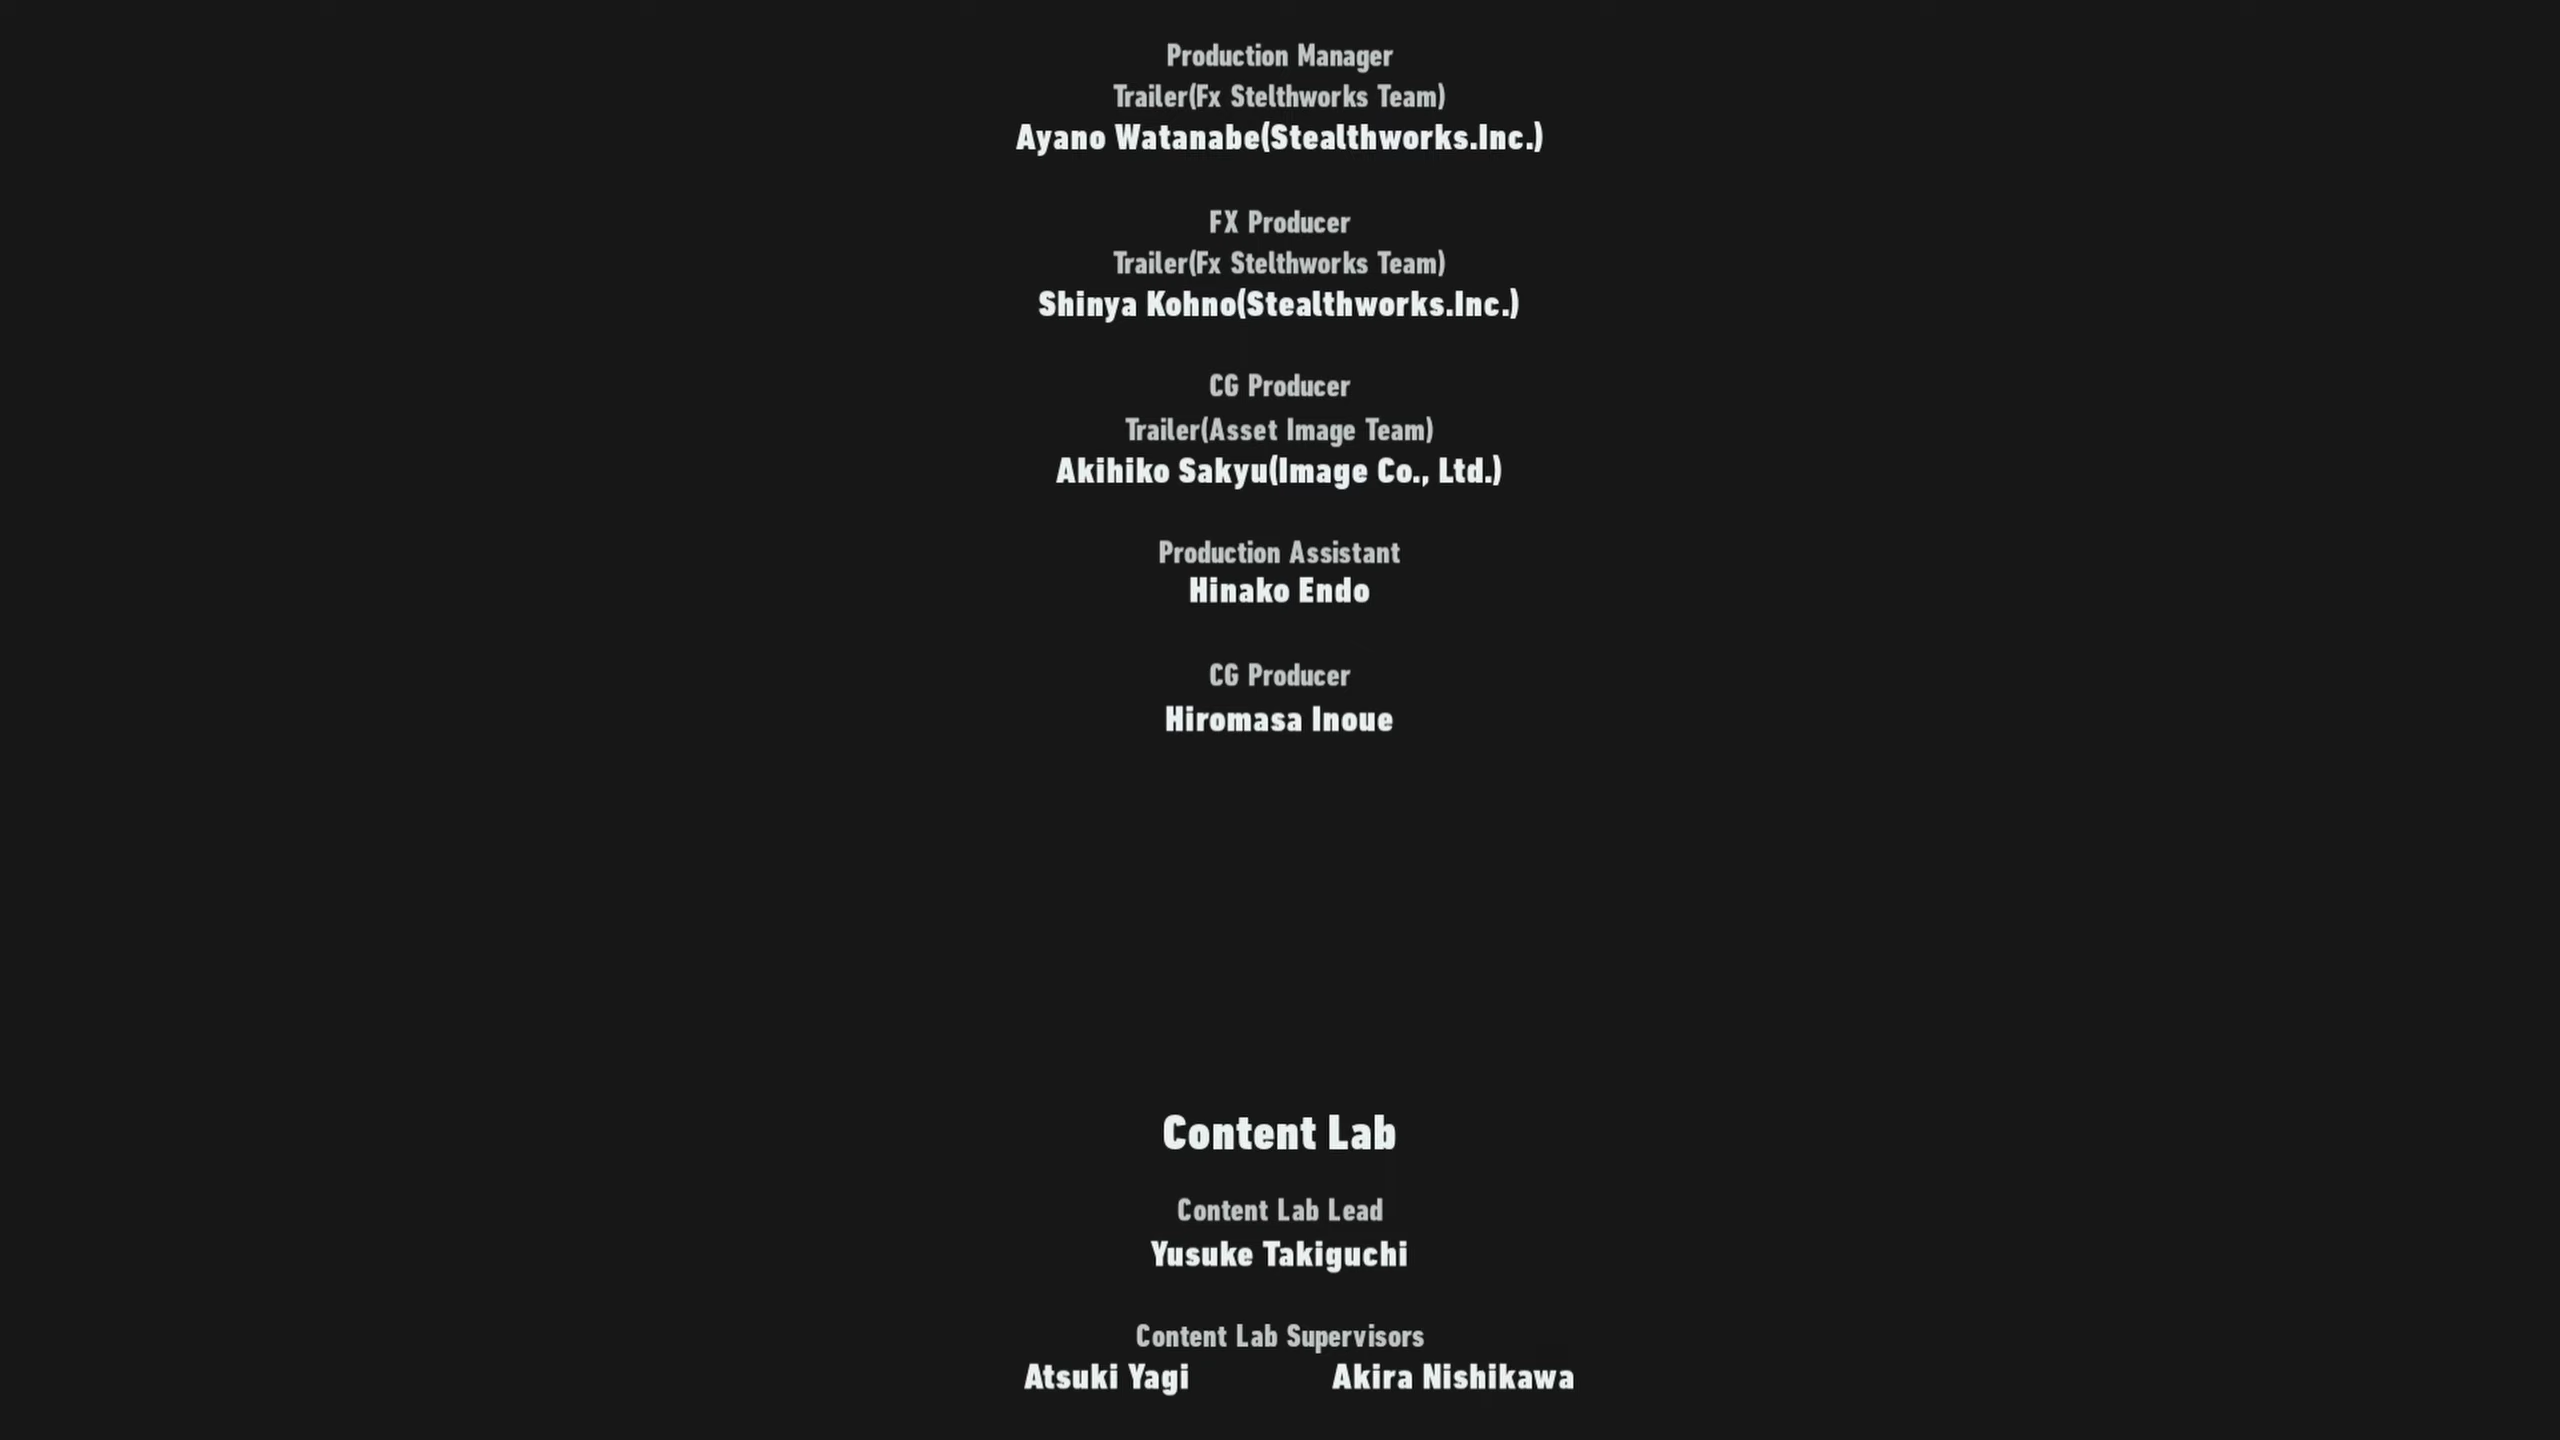 Production Manager
Trailer(Fx Stelthworks Team)
Ayano Watanabe(Stealthworks.Inc.)
FX Producer
Trailer(Fx Stelthworks Team)
Shinya Kohno(Stealthworks.Inc.)
CG Producer
Trailer(Asset Image Team)
Akihiko Sakyu(Image Co., Ltd.)
Production Assistant
Hinako Endo
CG Producer
Hiromasa Inoue
Content Lab
Content Lab Lead
Yusuke Takiguchi
Content Lab Supervisors
Atsuki Yagi Akira Nishikawa